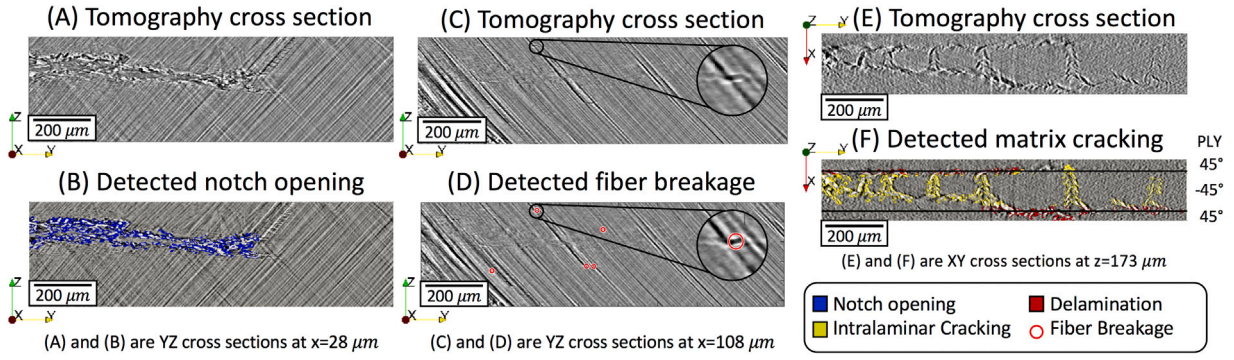 (A) Tomography cross section
Z
X
Y
200 μm
(B) Detected notch opening
Z
X
Y
200 μm
(A) and (B) are YZ cross sections at x=28 μm
(C) Tomography cross section
Z
X
Y
200 μm
(D) Detected fiber breakage
Z
X
Y
200 μm
(C) and (D) are YZ cross sections at x=108 μm
(E) Tomography cross section
Z
Y
X
200 μm
(F) Detected matrix cracking
PLY
Z
Y
X
45°
-45°
45°
200 μm
(E) and (F) are XY cross sections at z=173 μm
Notch opening
Delamination
Intralaminar Cracking
Fiber Breakage